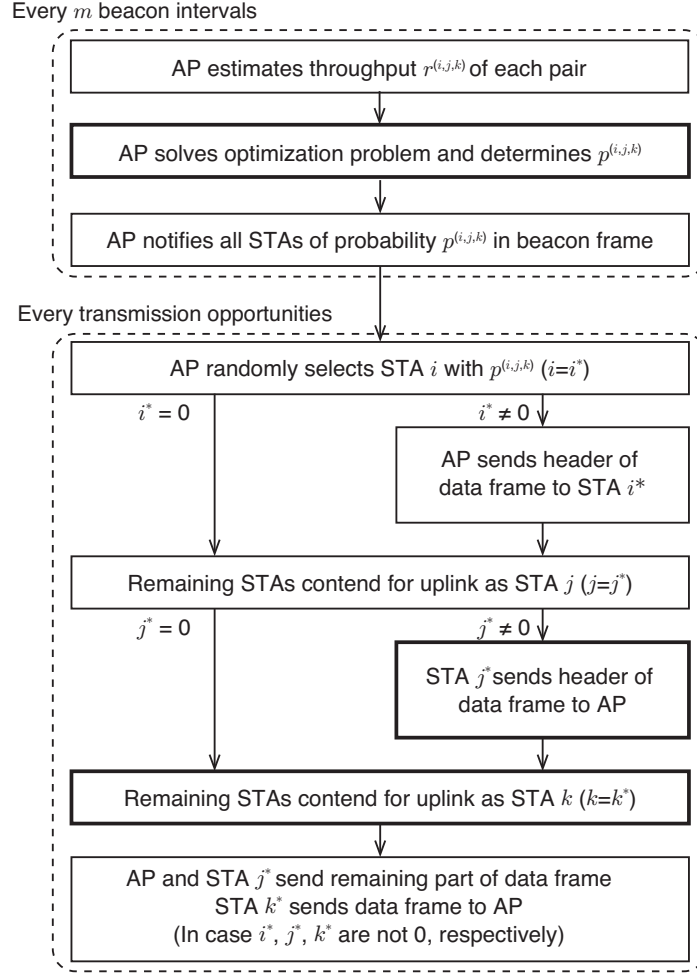 Every m beacon intervals
AP estimates throughput r^(i,j,k) of each pair
AP solves optimization problem and determines p^(i,j,k)
AP notifies all STAs of probability p^(i,j,k) in beacon frame
Every transmission opportunities
AP randomly selects STA i with p^(i,j,k) (i=i*)
i* = 0
i* ≠ 0
AP sends header of
data frame to STA i*
Remaining STAs contend for uplink as STA j (j=j*)
j* = 0
j* ≠ 0
STA j* sends header of
data frame to AP
Remaining STAs contend for uplink as STA k (k=k*)
AP and STA j* send remaining part of data frame
STA k* sends data frame to AP
(In case i*, j*, k* are not 0, respectively)